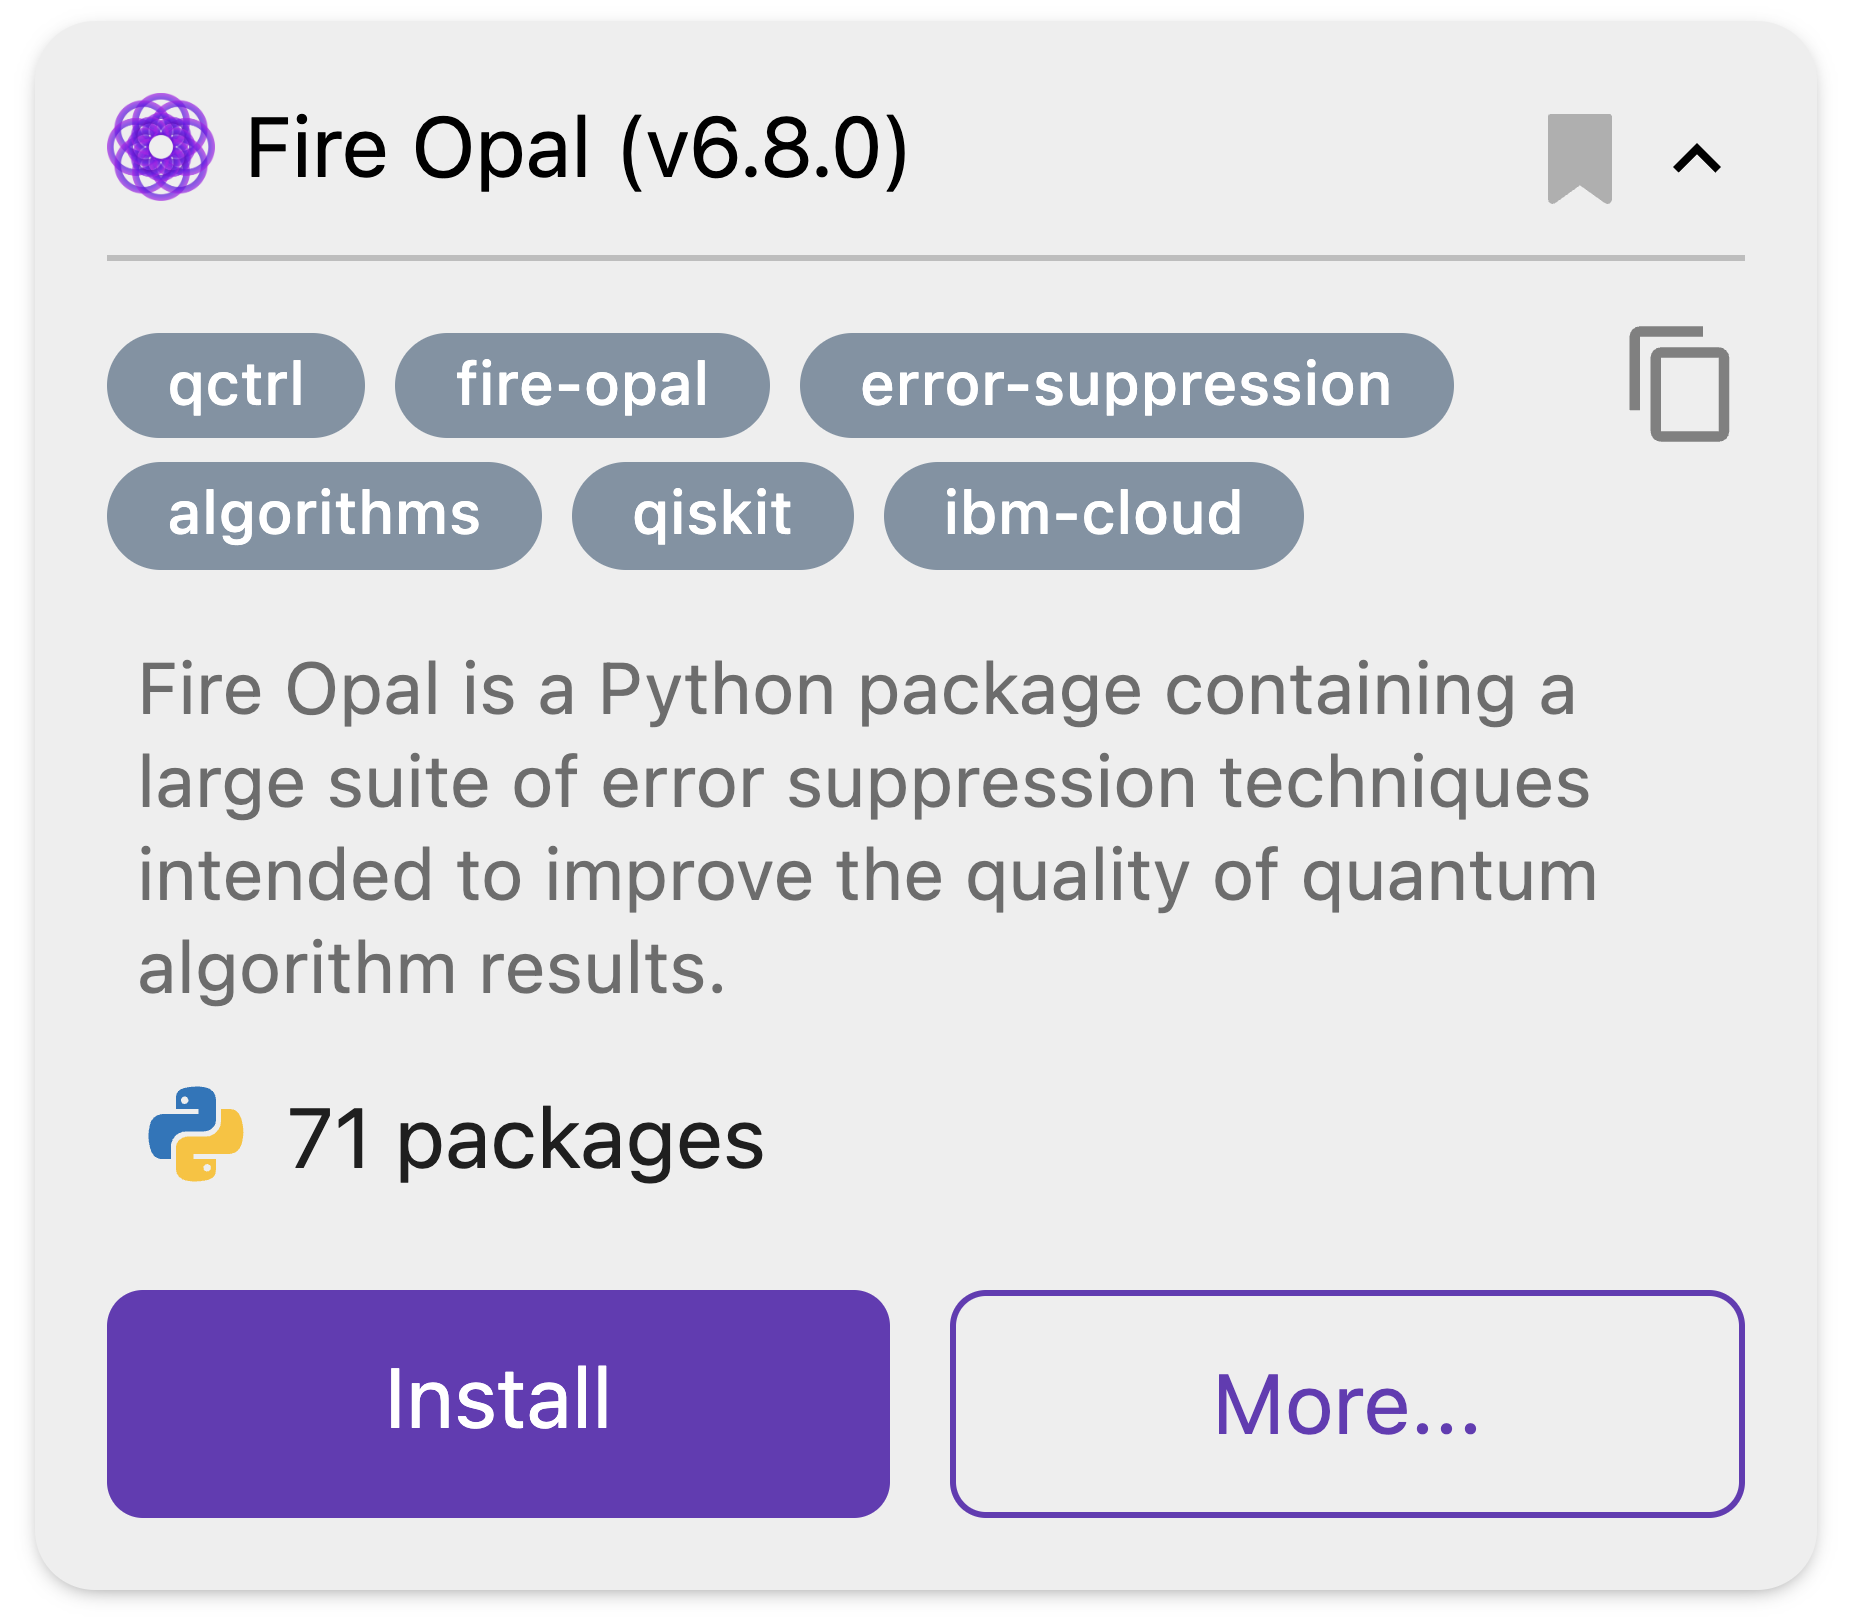 Fire Opal (v6.8.0)
qctrl fire-opal error-suppression
algorithms qiskit ibm-cloud
Fire Opal is a Python package containing a
large suite of error suppression techniques
intended to improve the quality of quantum
algorithm results.
71 packages
Install More...